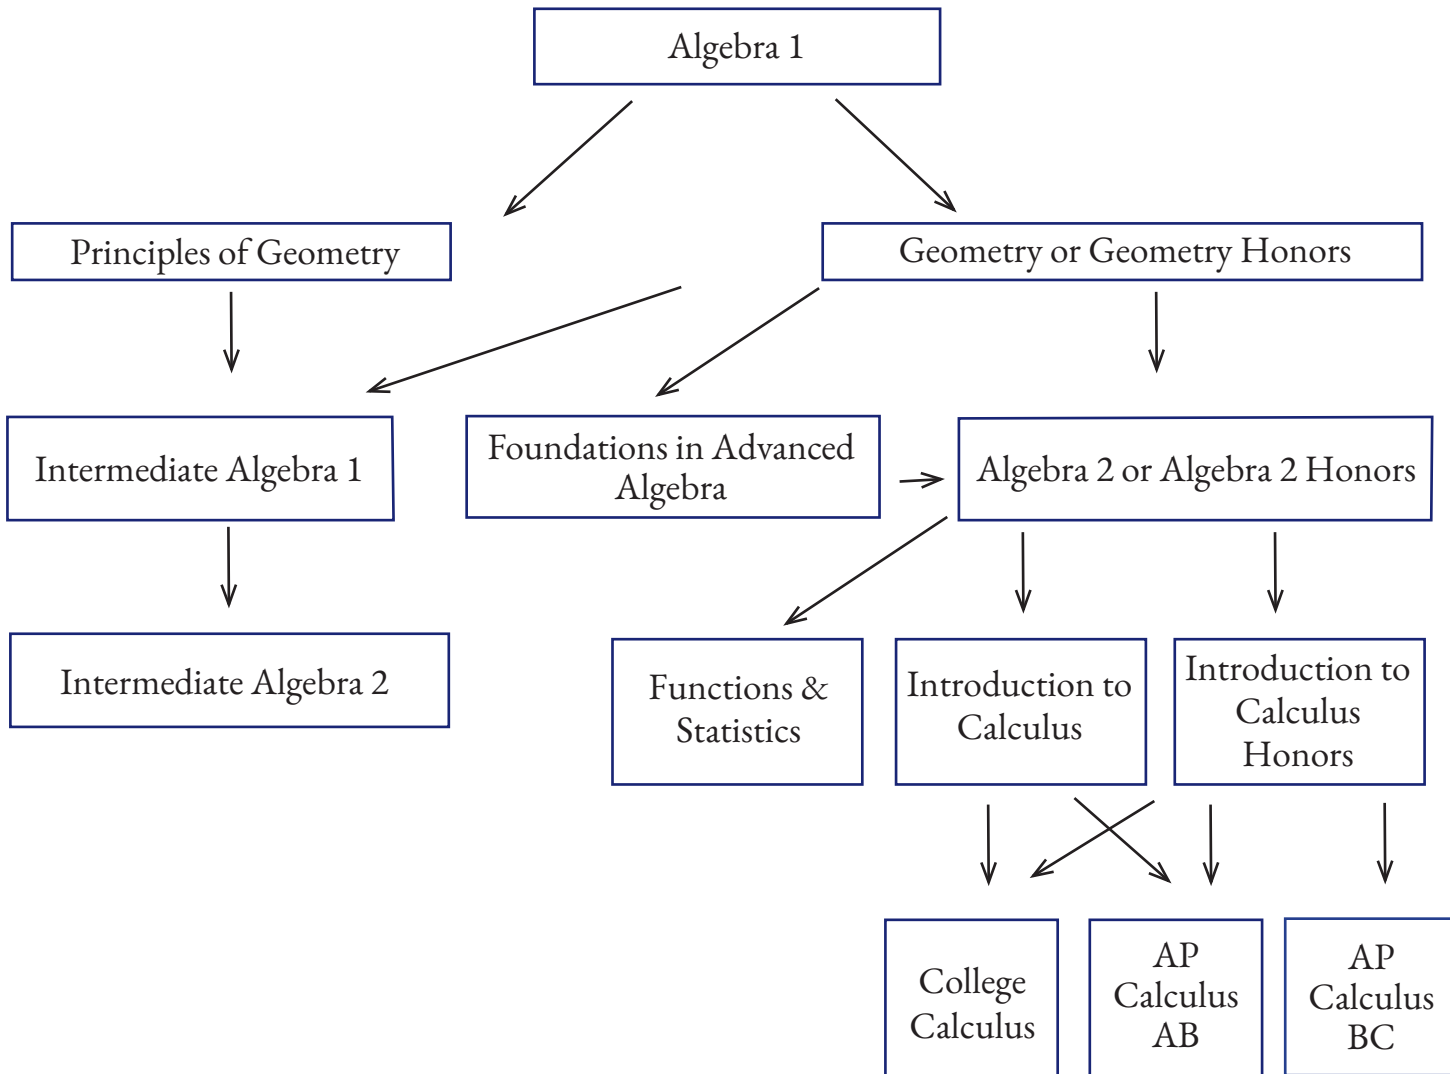 Algebra 1
Principles of Geometry
Geometry or Geometry Honors
Intermediate Algebra 1
Foundations in Advanced
Algebra
Algebra 2 or Algebra 2 Honors
Intermediate Algebra 2
Functions &
Statistics
Introduction to
Calculus
Introduction to
Calculus
Honors
College
Calculus
AP
Calculus
AB
AP
Calculus
BC